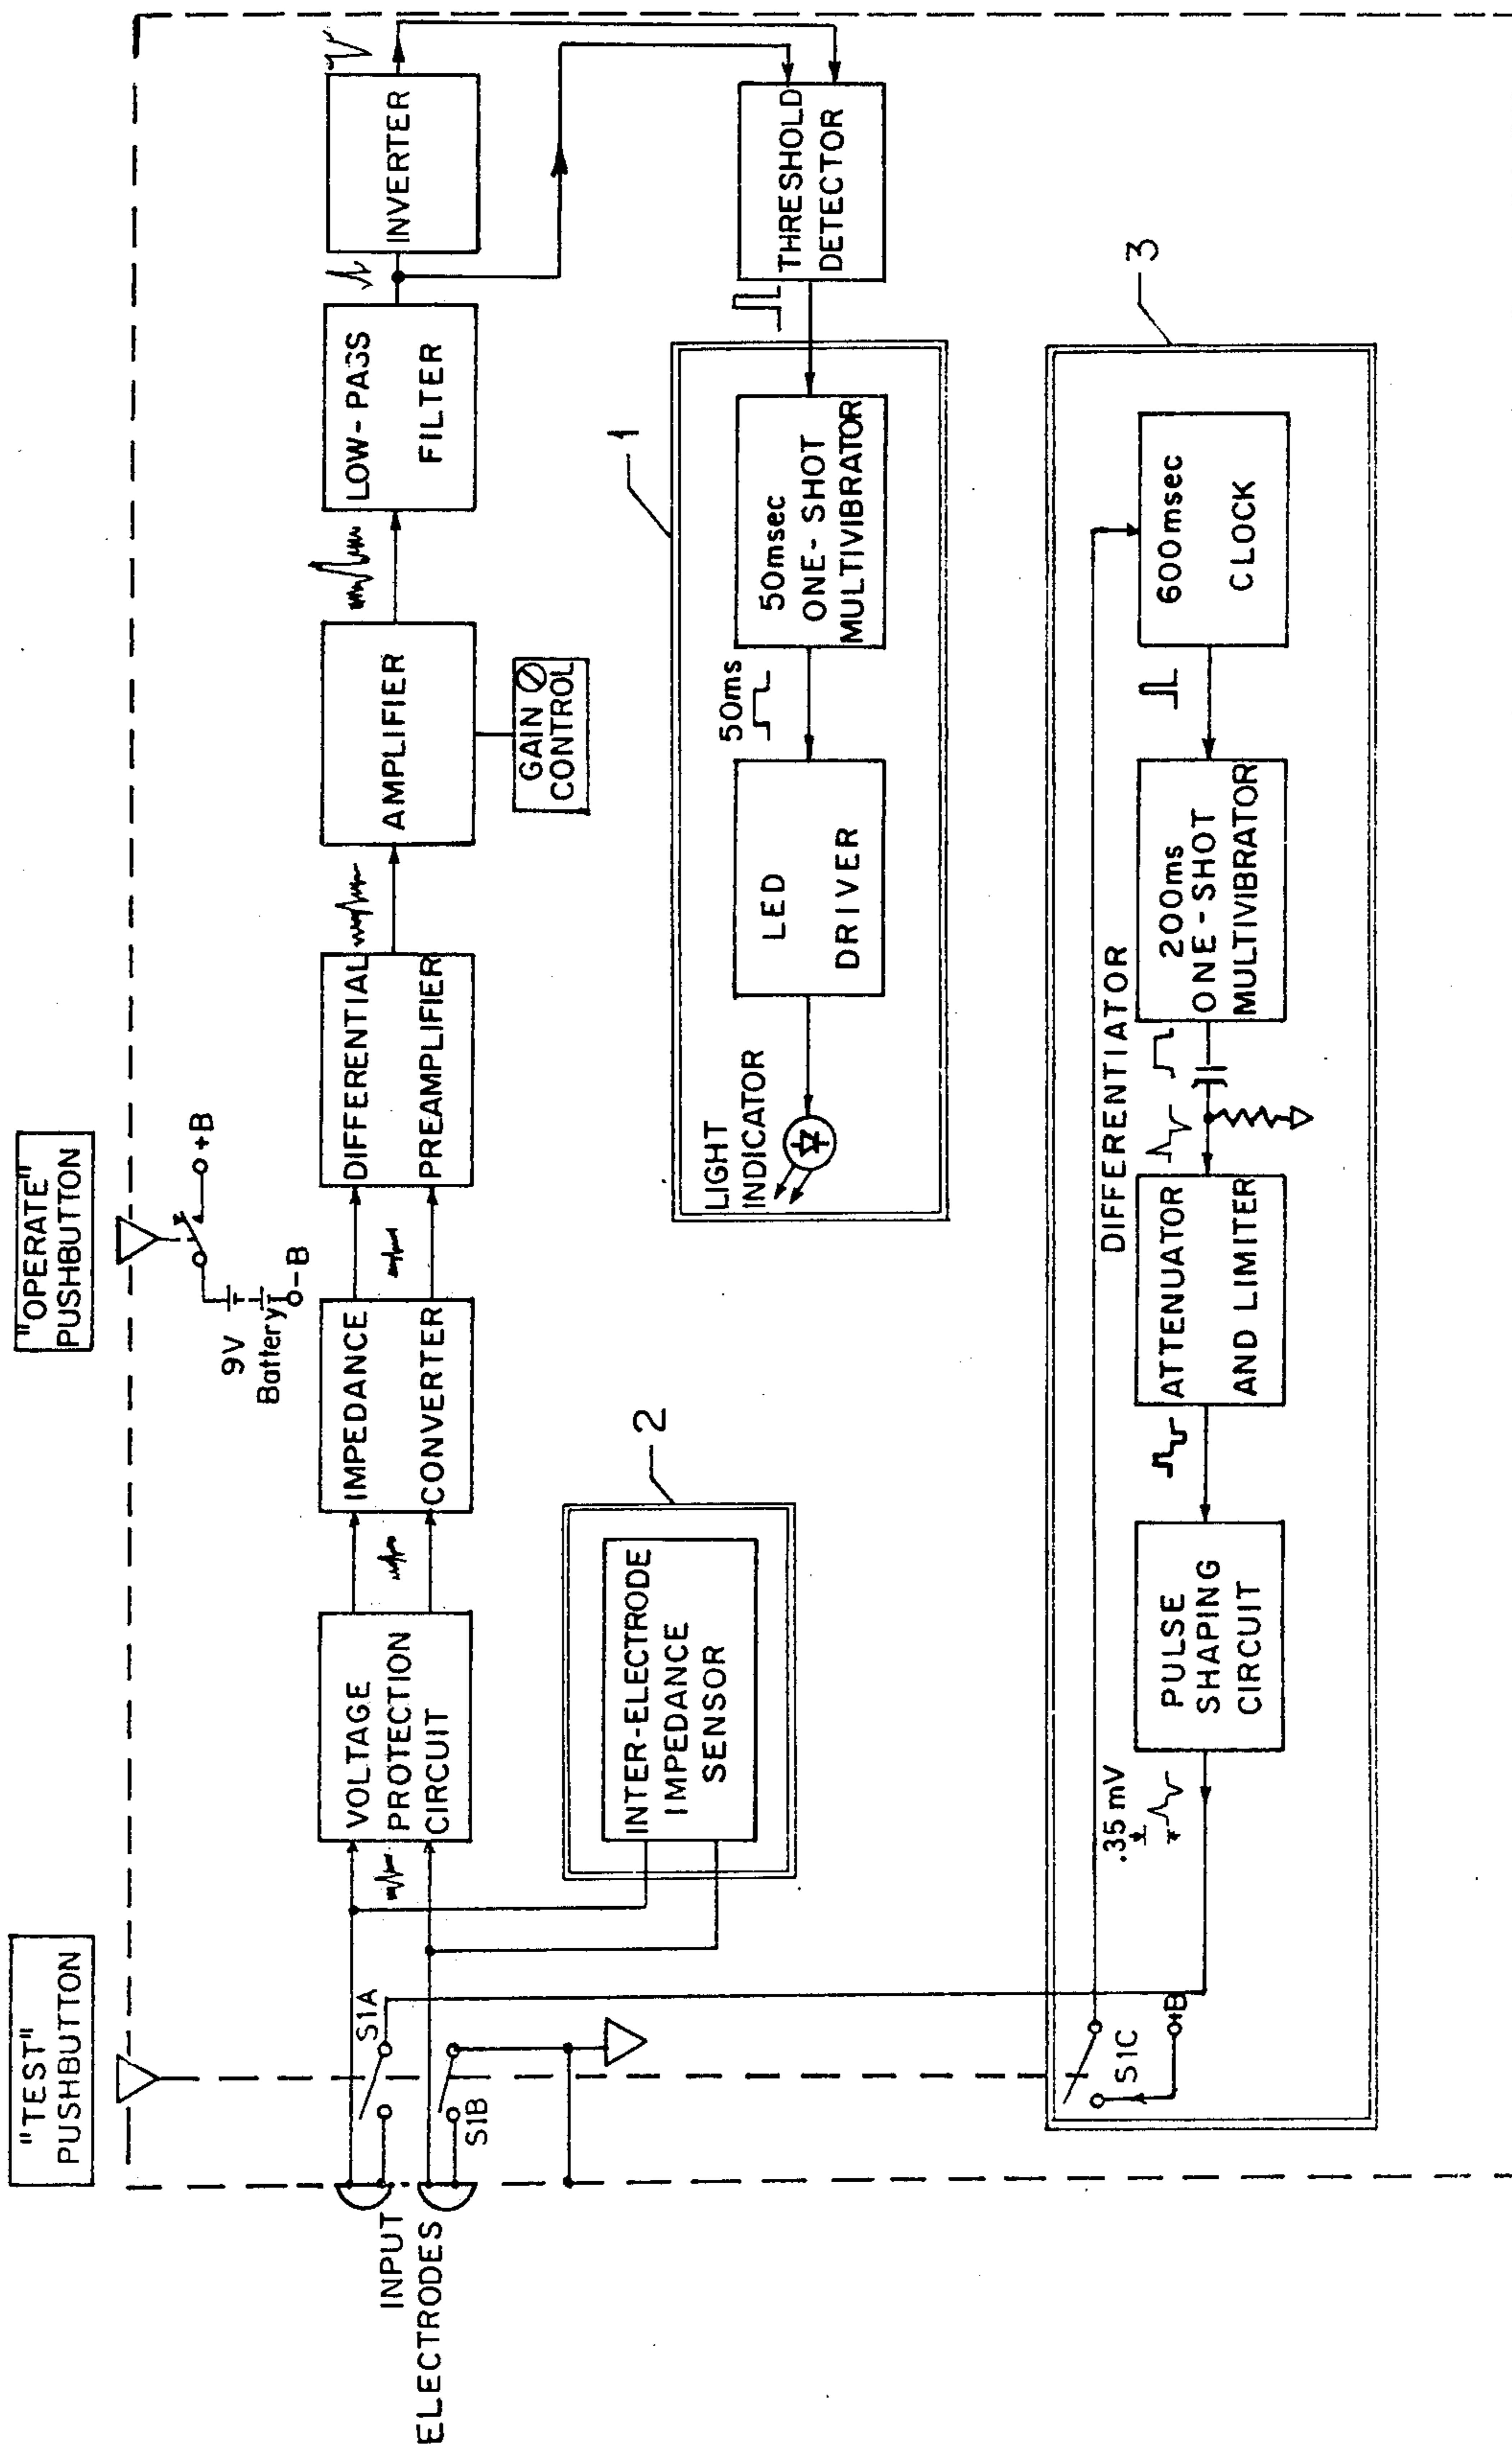 "TEST"
PUSHBUTTON
"OPERATE"
PUSHBUTTON
+B
9V
Battery
-B
INPUT
ELECTRODES
S1A
S1B
VOLTAGE
PROTECTION
CIRCUIT
IMPEDANCE
CONVERTER
DIFFERENTIAL
PREAMPLIFIER
AMPLIFIER
GAIN
CONTROL
LOW-PASS
FILTER
INVERTER
THRESHOLD
DETECTOR
2
INTER-ELECTRODE
IMPEDANCE
SENSOR
1
LIGHT
INDICATOR
LED
DRIVER
50ms
50msec
ONE-SHOT
MULTIVIBRATOR
3
S1C
+B
.35mV
PULSE
SHAPING
CIRCUIT
ATTENUATOR
AND LIMITER
DIFFERENTIATOR
200ms
ONE-SHOT
MULTIVIBRATOR
600msec
CLOCK